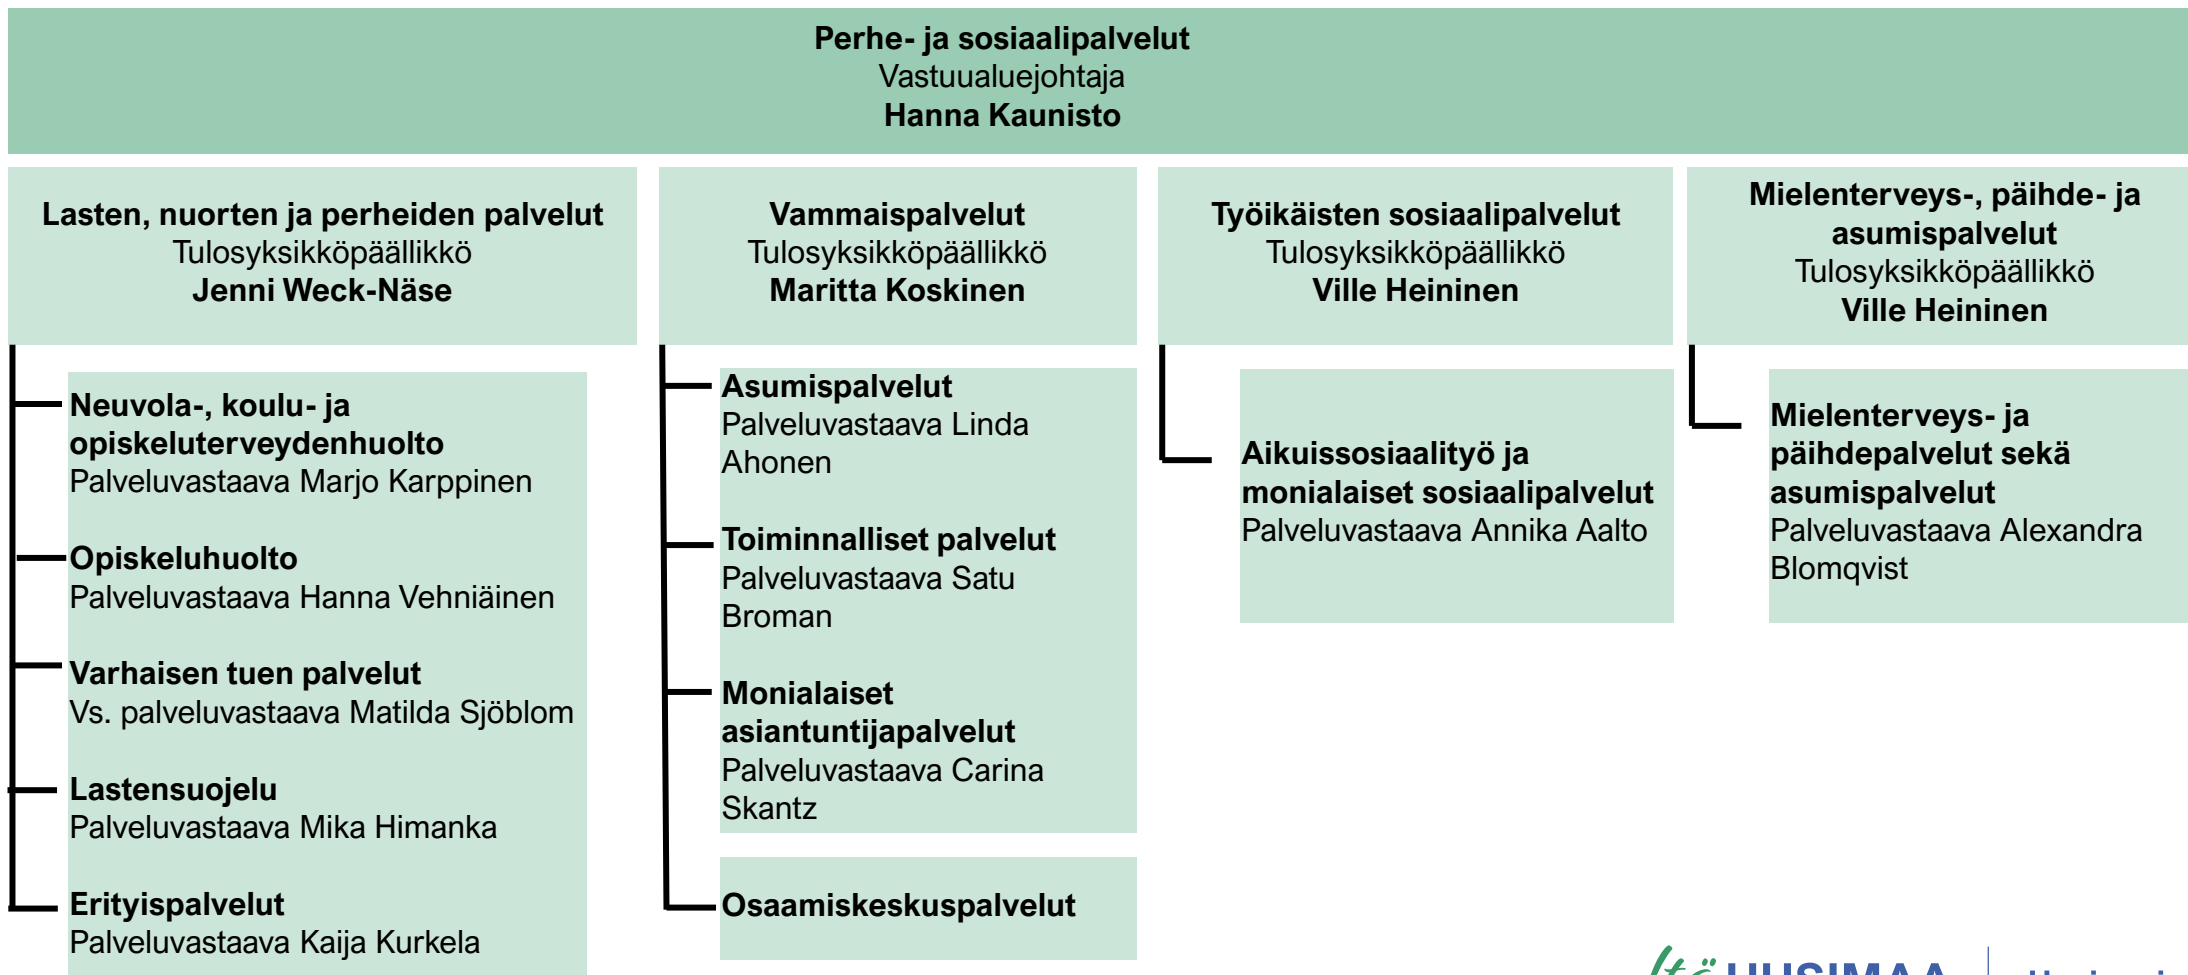 Perhe- ja sosiaalipalvelut
Vastuualuejohtaja
Hanna Kaunisto
Lasten, nuorten ja perheiden palvelut
Tulosyksikköpäällikkö
Jenni Weck-Näse
Neuvola-, koulu- ja
opiskeluterveydenhuolto
Palveluvastaava Marjo Karppinen
Opiskeluhuolto
Palveluvastaava Hanna Vehniäinen
Varhaisen tuen palvelut
Vs. palveluvastaava Matilda Sjöblom
Lastensuojelu
Palveluvastaava Mika Himanka
Erityispalvelut
Palveluvastaava Kaija Kurkela
Vammaispalvelut
Tulosyksikköpäällikkö
Maritta Koskinen
Asumispalvelut
Palveluvastaava Linda
Ahonen
Toiminnalliset palvelut
Palveluvastaava Satu
Broman
Monialaiset
asiantuntijapalvelut
Palveluvastaava Carina
Skantz
Osaamiskeskuspalvelut
Työikäisten sosiaalipalvelut
Tulosyksikköpäällikkö
Ville Heininen
Aikuissosiaalityö ja
monialaiset sosiaalipalvelut
Palveluvastaava Annika Aalto
Mielenterveys-, päihde- ja
asumispalvelut
Tulosyksikköpäällikkö
Ville Heininen
Mielenterveys- ja
päihdepalvelut sekä
asumispalvelut
Palveluvastaava Alexandra
Blomqvist